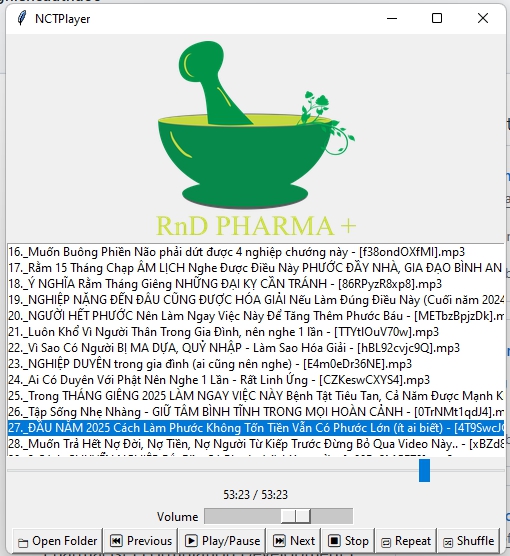 NCTPlayer
RnD PHARMA +
16._Muốn Buông Phiền Não phải dứt được 4 nghiệp chướng này - [f38ondOXfMI].mp3
17._Rằm 15 Tháng Chạp ÂM LỊCH Nghe Được Điều Này PHƯỚC ĐẦY NHÀ, GIA ĐẠO BÌNH AN
18._Ý NGHĨA Rằm Tháng Giêng NHỮNG ĐẠI KỴ CẦN TRÁNH - [86RPyzR8xp8].mp3
19._NGHIỆP NẶNG ĐẾN ĐÂU CŨNG ĐƯỢC HÓA GIẢI Nếu Làm Đúng Điều Này (Cuối năm 2024
20._NGƯỜI HẾT PHƯỚC Nên Làm Ngay Việc Này Để Tăng Thêm Phước Báu - [METbzBpjzDk].m
21._Luôn Khổ Vì Người Thân Trong Gia Đình, nên nghe 1 lần - [TTYtIOuV70w].mp3
22._Vì Sao Có Người BỊ MA DỰA, QUỶ NHẬP - Làm Sao Hóa Giải - [hBL92cvjc9Q].mp3
23._NGHIỆP DUYÊN trong gia đình (ai cũng nên nghe) - [E4m0eDr36NE].mp3
24._Ai Có Duyên Với Phật Nên Nghe 1 Lần - Rất Linh Ứng - [CZKeswCXYS4].mp3
25._Trong THÁNG GIÊNG 2025 LÀM NGAY VIỆC NÀY Bệnh Tật Tiêu Tan, Cả Năm Được Mạnh K
26._Tập Sống Nhẹ Nhàng - GIỮ TÂM BÌNH TĨNH TRONG MỌI HOÀN CẢNH - [0TrNMt1qdJ4].m
27._ĐẦU NĂM 2025 Cách Làm Phước Không Tốn Tiền Vẫn Có Phước Lớn (ít ai biết) - [4T9SwcJ
28._Muốn Trả Hết Nợ Đời, Nợ Tiền, Nợ Người Từ Kiếp Trước Đừng Bỏ Qua Video Này.. - [xBZd8
53:23 / 53:23
Volume
Open Folder Previous Play/Pause Next Stop Repeat Shuffle